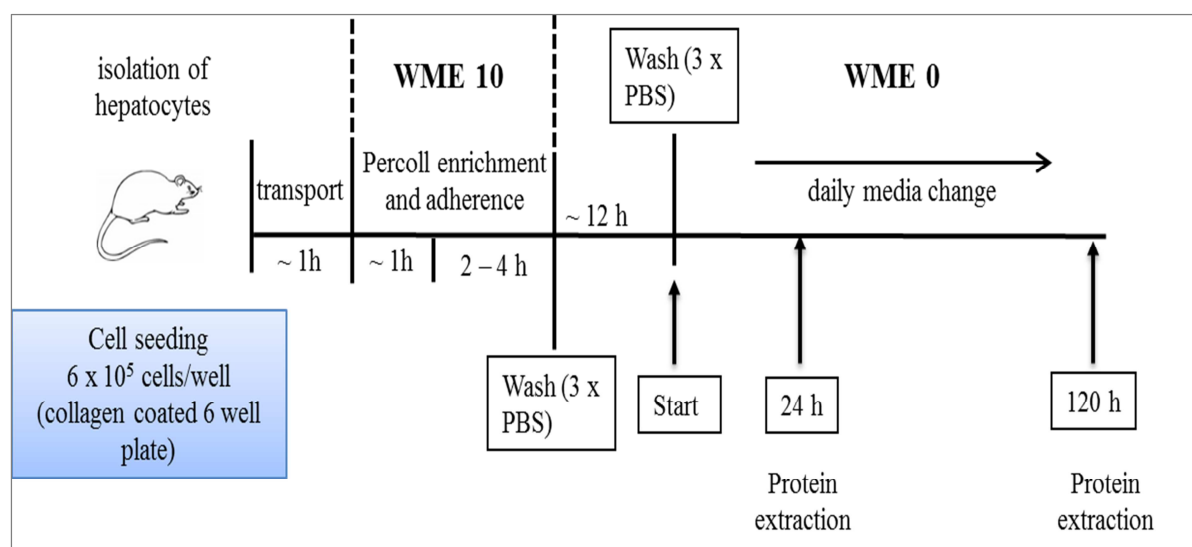 isolation of
hepatocytes
WME 10
Wash (3 x
PBS)
WME 0
transport
Percoll enrichment
and adherence
~ 12 h
daily media change
~ 1h
~ 1h
2 – 4 h
Cell seeding
6 x 10⁵ cells/well
(collagen coated 6 well
plate)
Wash (3 x
PBS)
Start
24 h
120 h
Protein
extraction
Protein
extraction